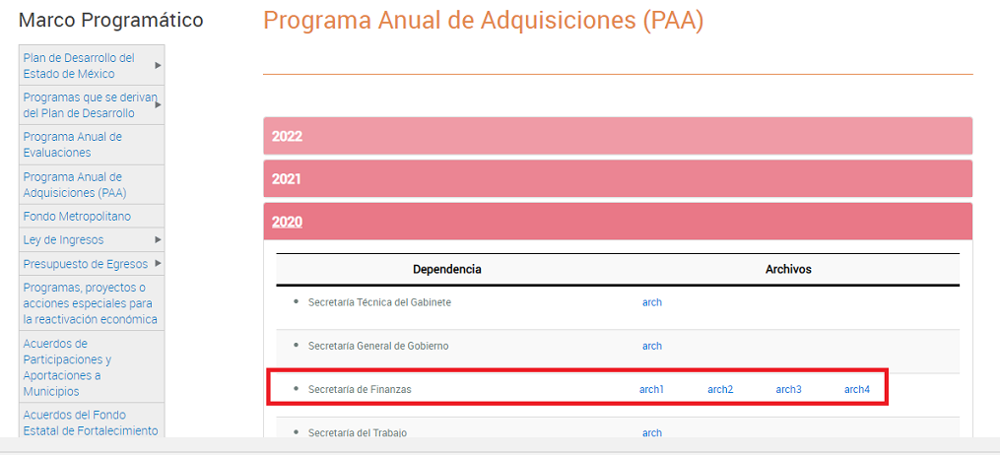 Marco Programático
Plan de Desarrollo del
Estado de México
Programas que se derivan
del Plan de Desarrollo
Programa Anual de
Evaluaciones
Programa Anual de
Adquisiciones (PAA)
Fondo Metropolitano
Ley de Ingresos
Presupuesto de Egresos
Programas, proyectos o
acciones especiales para
la reactivación económica
Acuerdos de
Participaciones y
Aportaciones a
Municipios
Acuerdos del Fondo
Estatal de Fortalecimiento
Programa Anual de Adquisiciones (PAA)
2022
2021
2020
Dependencia Archivos
Secretaría Técnica del Gabinete arch
Secretaría General de Gobierno arch
Secretaría de Finanzas arch1 arch2 arch3 arch4
Secretaría del Trabajo arch